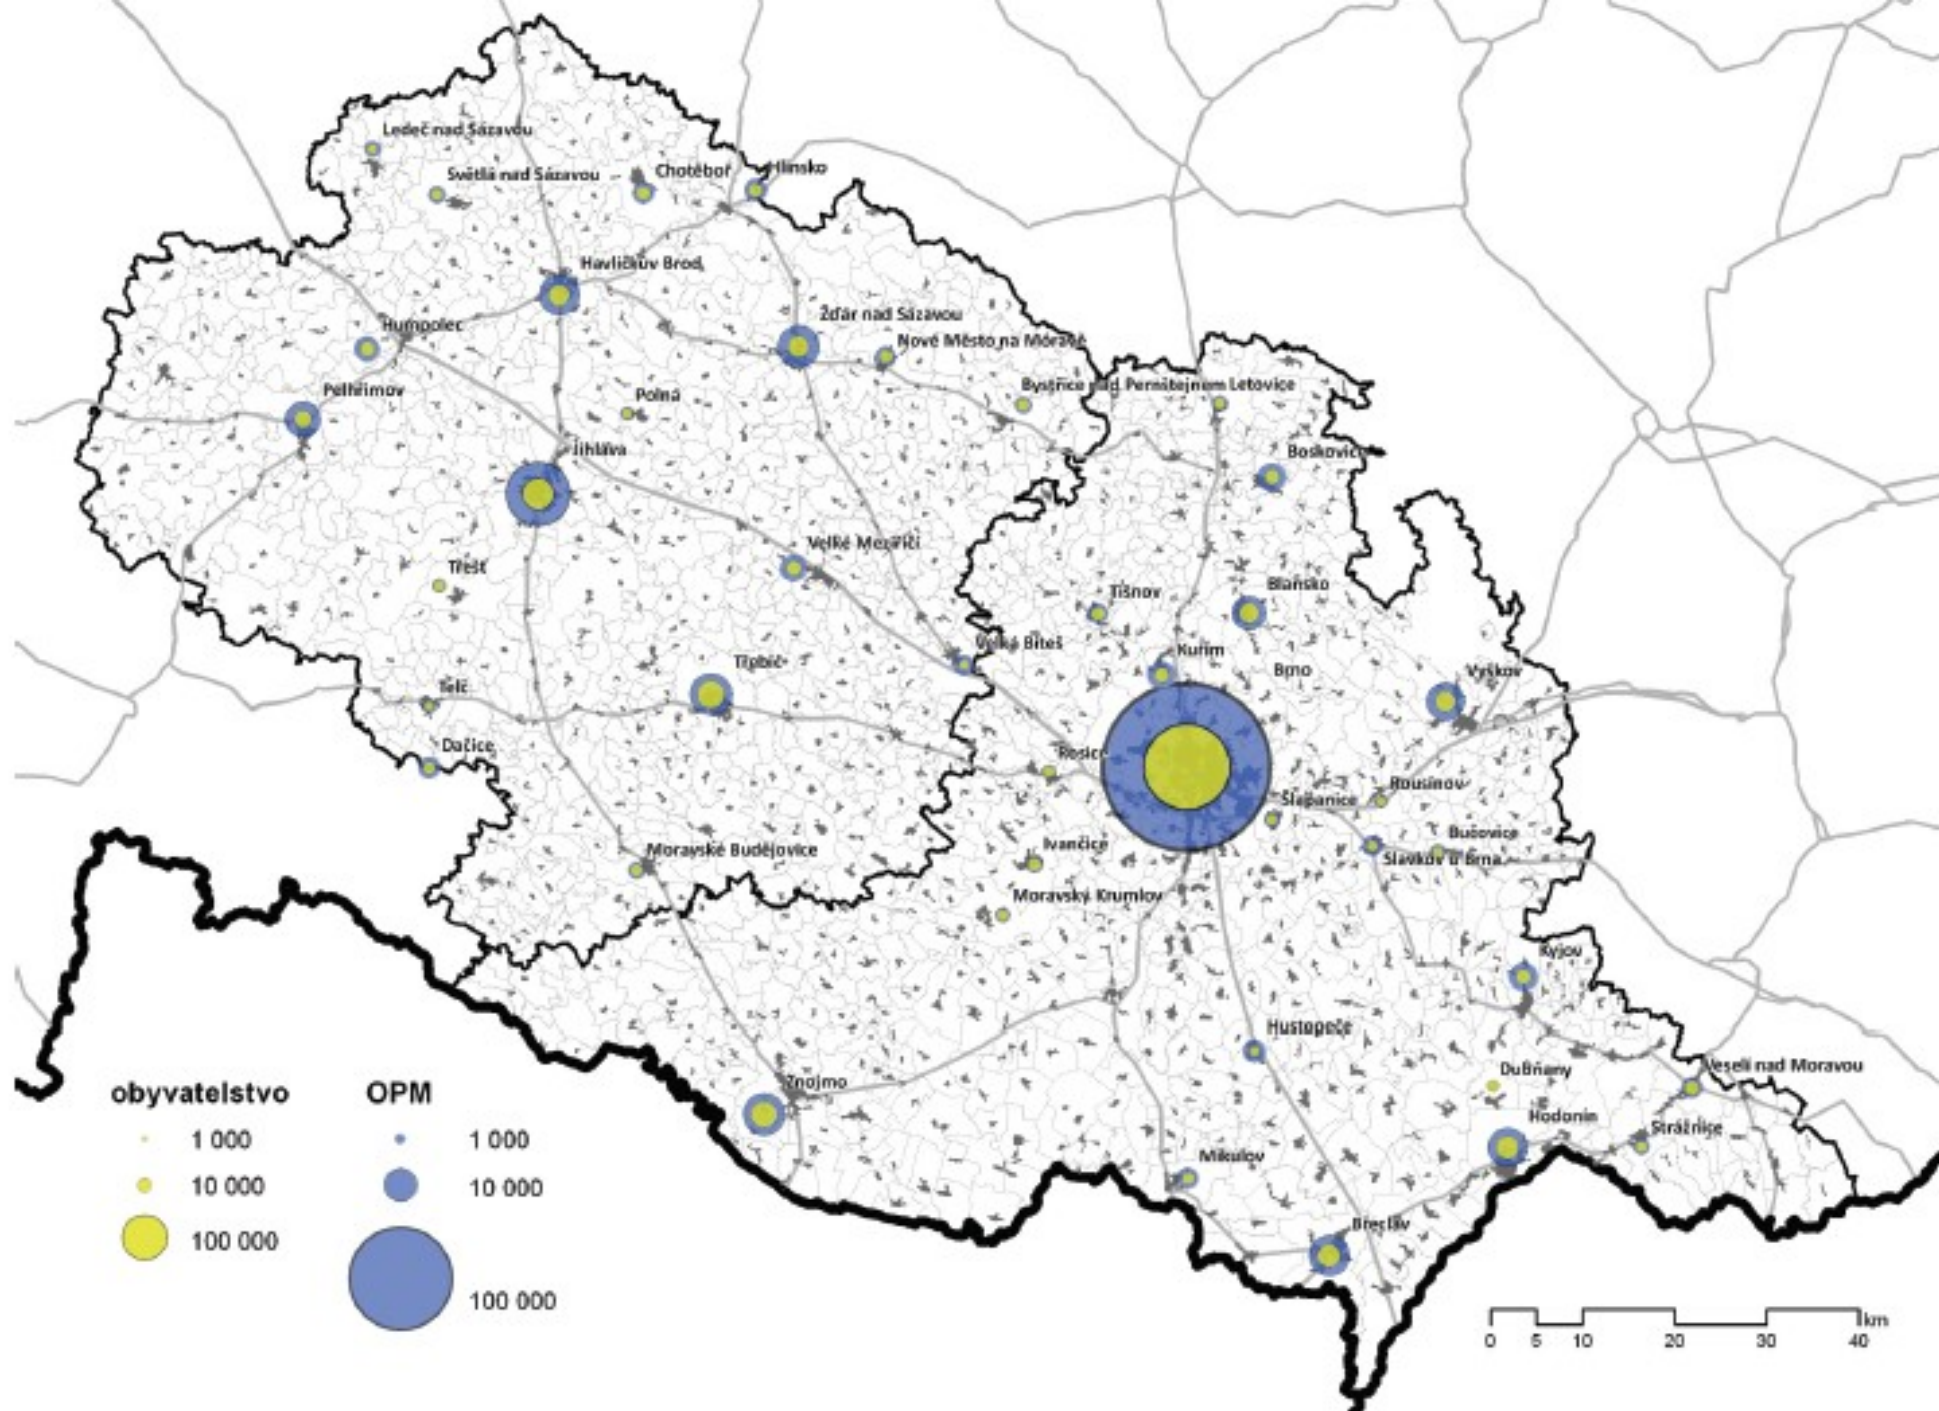 Ledeč nad Sázavou
Světlá nad Sázavou
Chotěboř
Hlinsko
Havlíčkův Brod
Humpolec
Žďár nad Sázavou
Nové Město na Moravě
Pelhřimov
Polná
Bystřice nad Pernštejnem
Letovice
Jihlava
Boskovice
Velké Meziříčí
Třešť
Tišnov
Blansko
Velká Bíteš
Kuřim
Brno
Vyškov
Třebíč
Telč
Dačice
Rosice
Rousínov
Šlapanice
Bučovice
Slavkov u Brna
Ivančice
Moravské Budějovice
Moravský Krumlov
Kyjov
Hustopeče
Znojmo
Dubňany
Veselí nad Moravou
Hodonín
Strážnice
Mikulov
Břeclav
obyvatelstvo
OPM
1 000
1 000
10 000
10 000
100 000
100 000
km
0 5 10 20 30 40